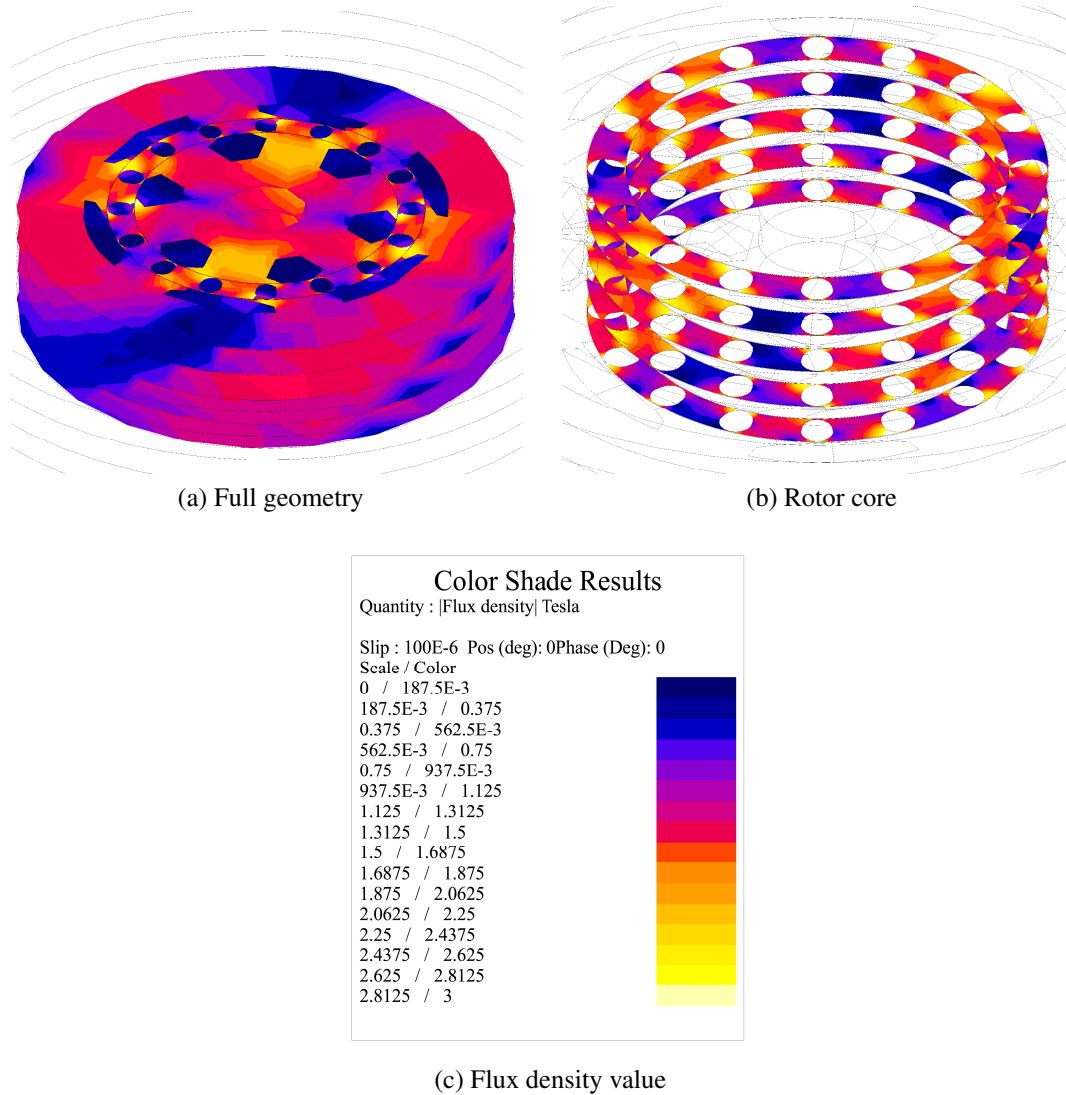 (a) Full geometry
(b) Rotor core
Color Shade Results
Quantity : |Flux density| Tesla
Slip : 100E-6 Pos (deg): 0Phase (Deg): 0
Scale / Color
0 / 187.5E-3
187.5E-3 / 0.375
0.375 / 562.5E-3
562.5E-3 / 0.75
0.75 / 937.5E-3
937.5E-3 / 1.125
1.125 / 1.3125
1.3125 / 1.5
1.5 / 1.6875
1.6875 / 1.875
1.875 / 2.0625
2.0625 / 2.25
2.25 / 2.4375
2.4375 / 2.625
2.625 / 2.8125
2.8125 / 3
(c) Flux density value